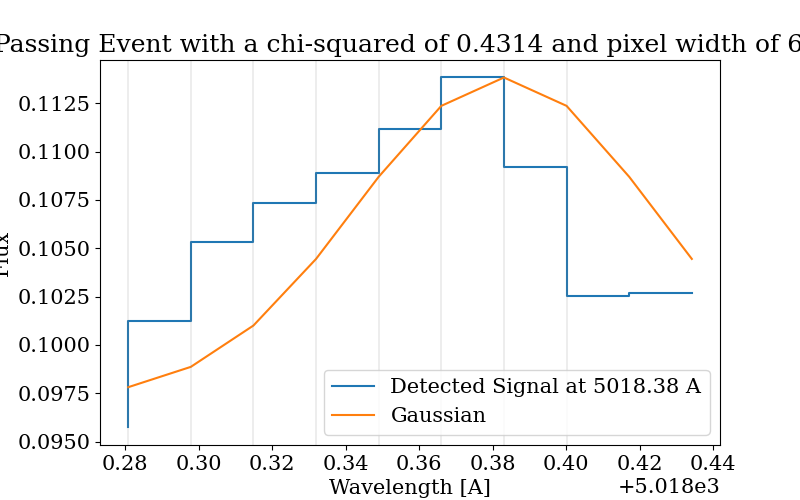 Passing Event with a chi-squared of 0.4314 and pixel width of 6
0.1125
0.1100
0.1075
0.1050
0.1025
0.1000
0.0975
0.0950
Flux
Detected Signal at 5018.38 A
Gaussian
0.28 0.30 0.32 0.34 0.36 0.38 0.40 0.42 0.44
Wavelength [A]
+5.018e3